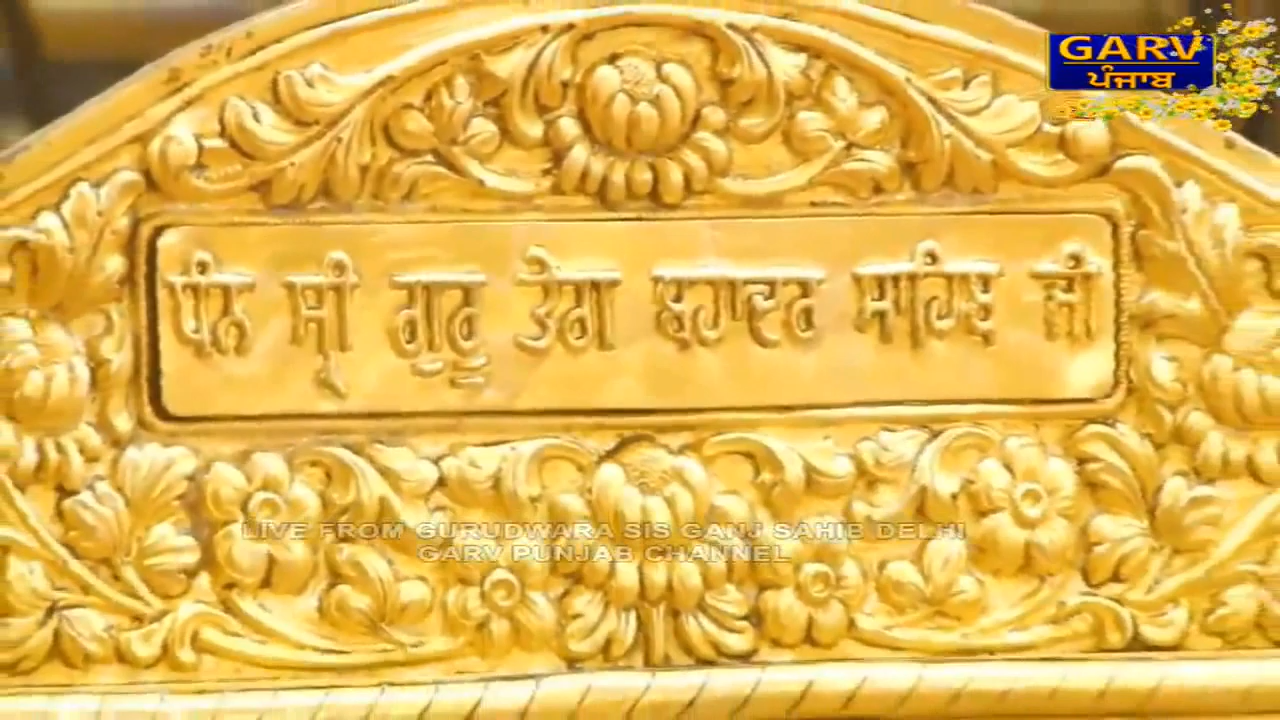 GARV
ਪੰਜਾਬ
ਧੰਨ ਸ੍ਰੀ ਗੁਰੂ ਤੇਗ ਬਹਾਦਰ ਸਾਹਿਬ ਜੀ
LIVE FROM GURUDWARA SIS GANJ SAHIB DELHI
GARV PUNJAB CHANNEL